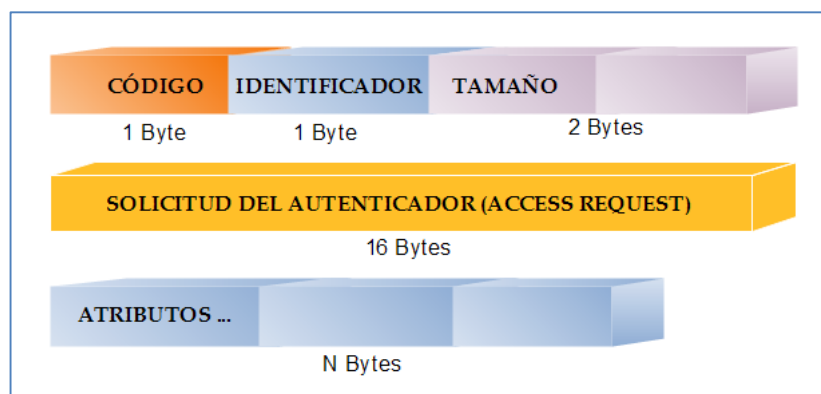 CÓDIGO IDENTIFICADOR TAMAÑO
1 Byte 1 Byte 2 Bytes
SOLICITUD DEL AUTENTICADOR (ACCESS REQUEST)
16 Bytes
ATRIBUTOS ...
N Bytes